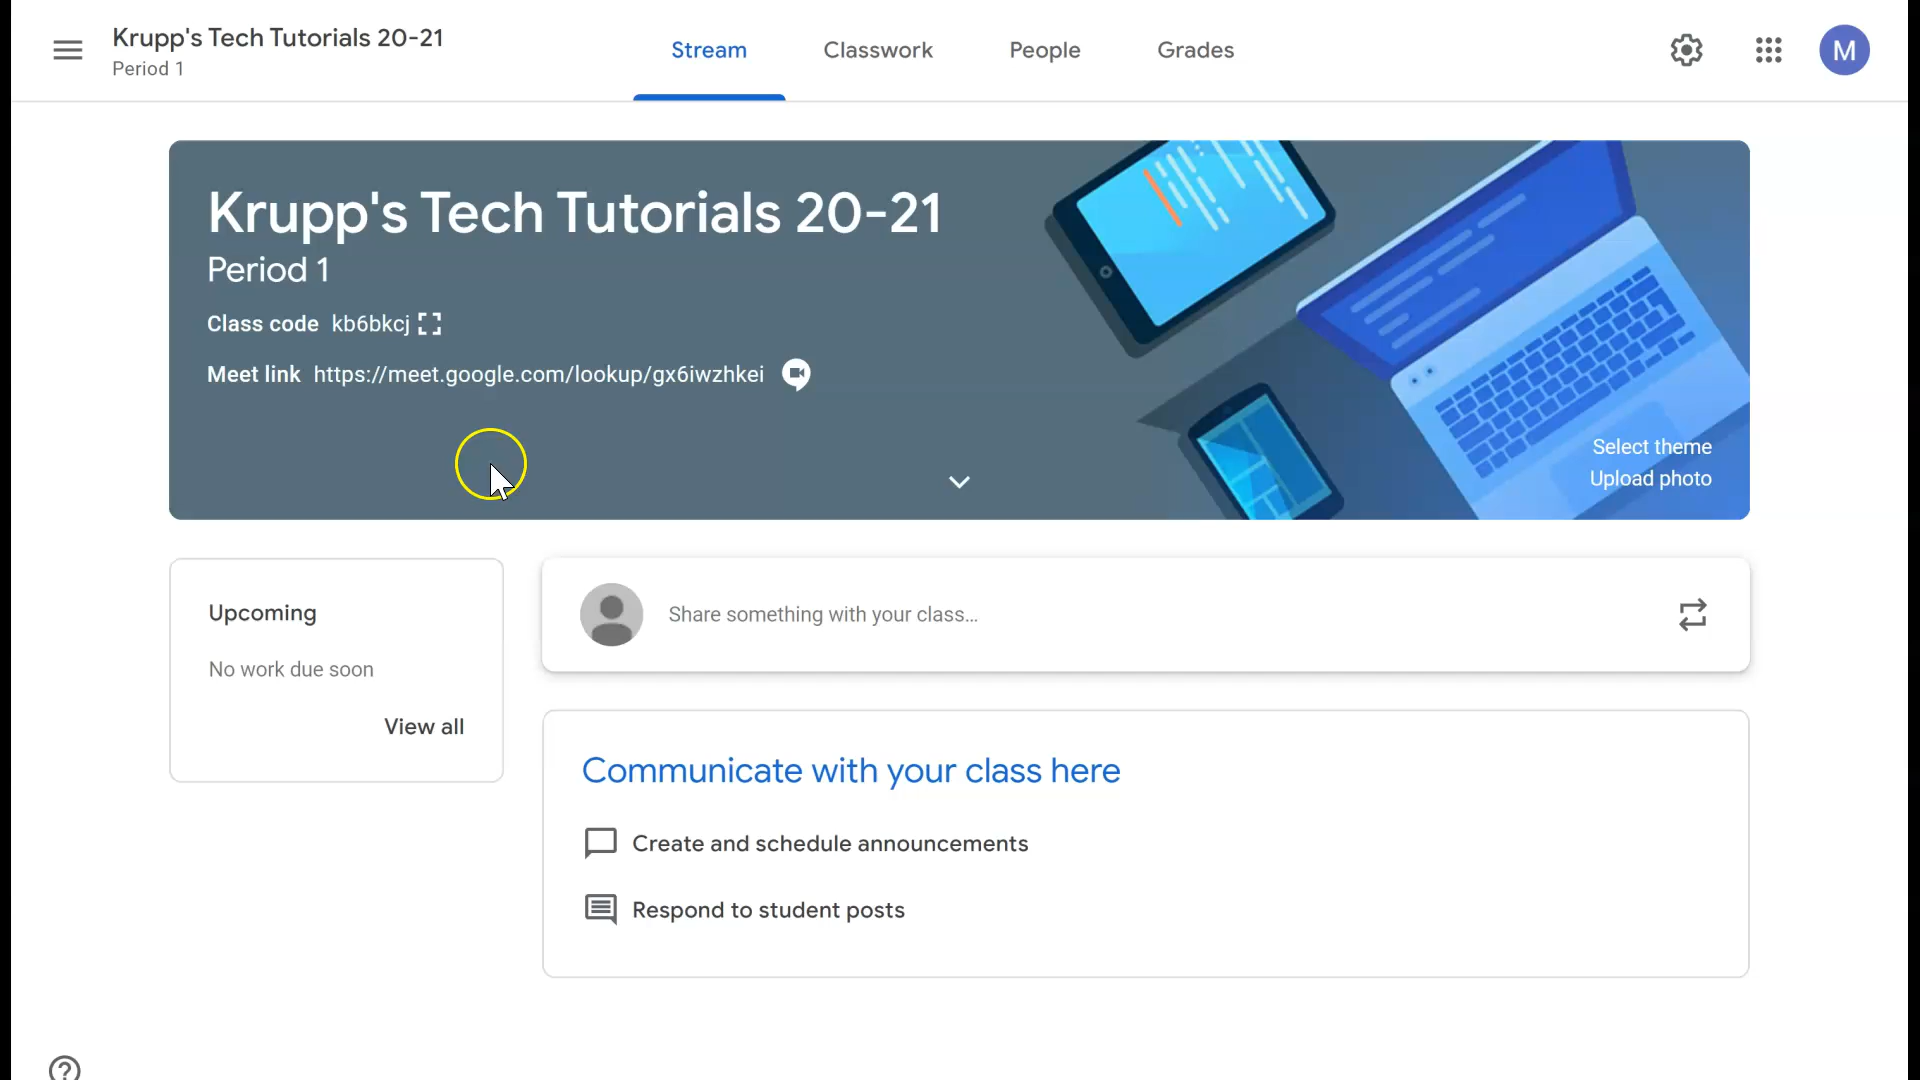 Krupp's Tech Tutorials 20-21
Period 1
Stream
Classwork
People
Grades
M
Krupp's Tech Tutorials 20-21
Period 1
Class code kb6bkcj
Meet link https://meet.google.com/lookup/gx6iwzhkei
Select theme
Upload photo
Upcoming
No work due soon
View all
Share something with your class...
Communicate with your class here
Create and schedule announcements
Respond to student posts